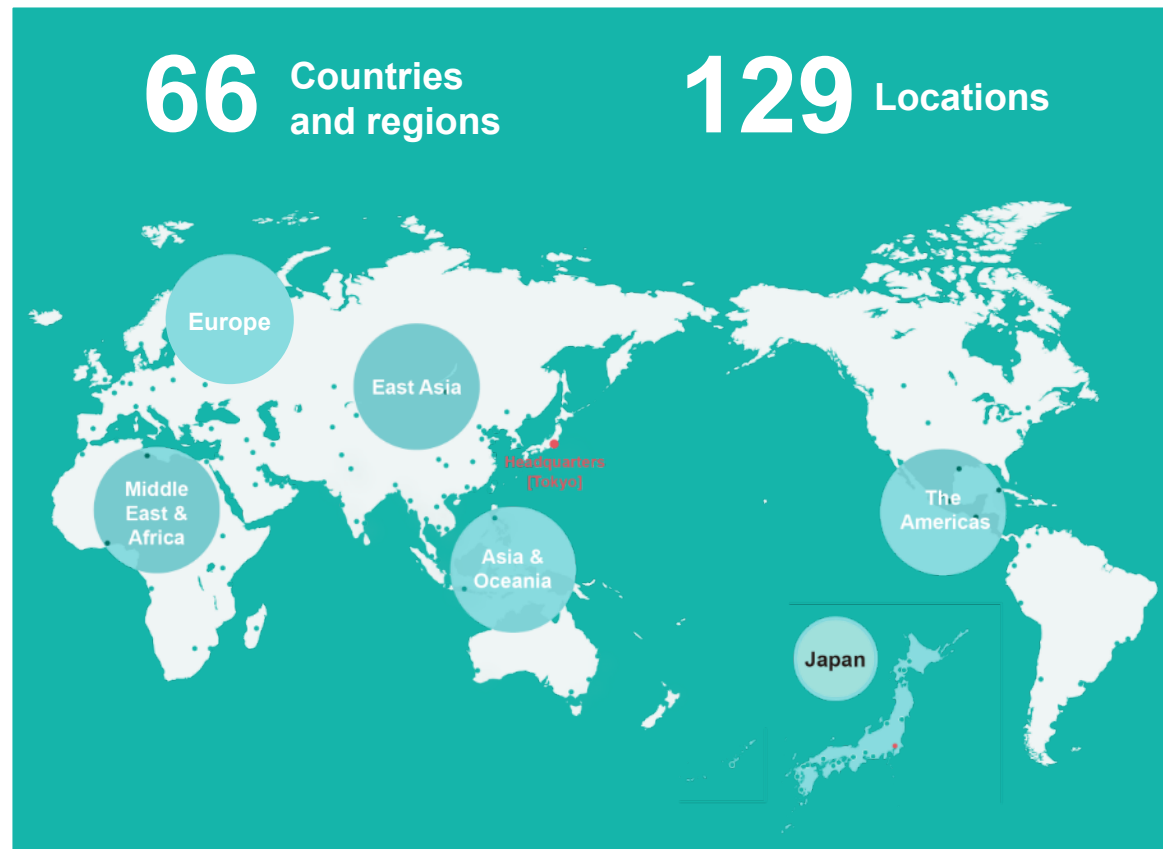 66
Countries
and regions
129
Locations
Europe
East Asia
Headquarters
[Tokyo]
Middle
East &
Africa
The
Americas
Asia &
Oceania
Japan